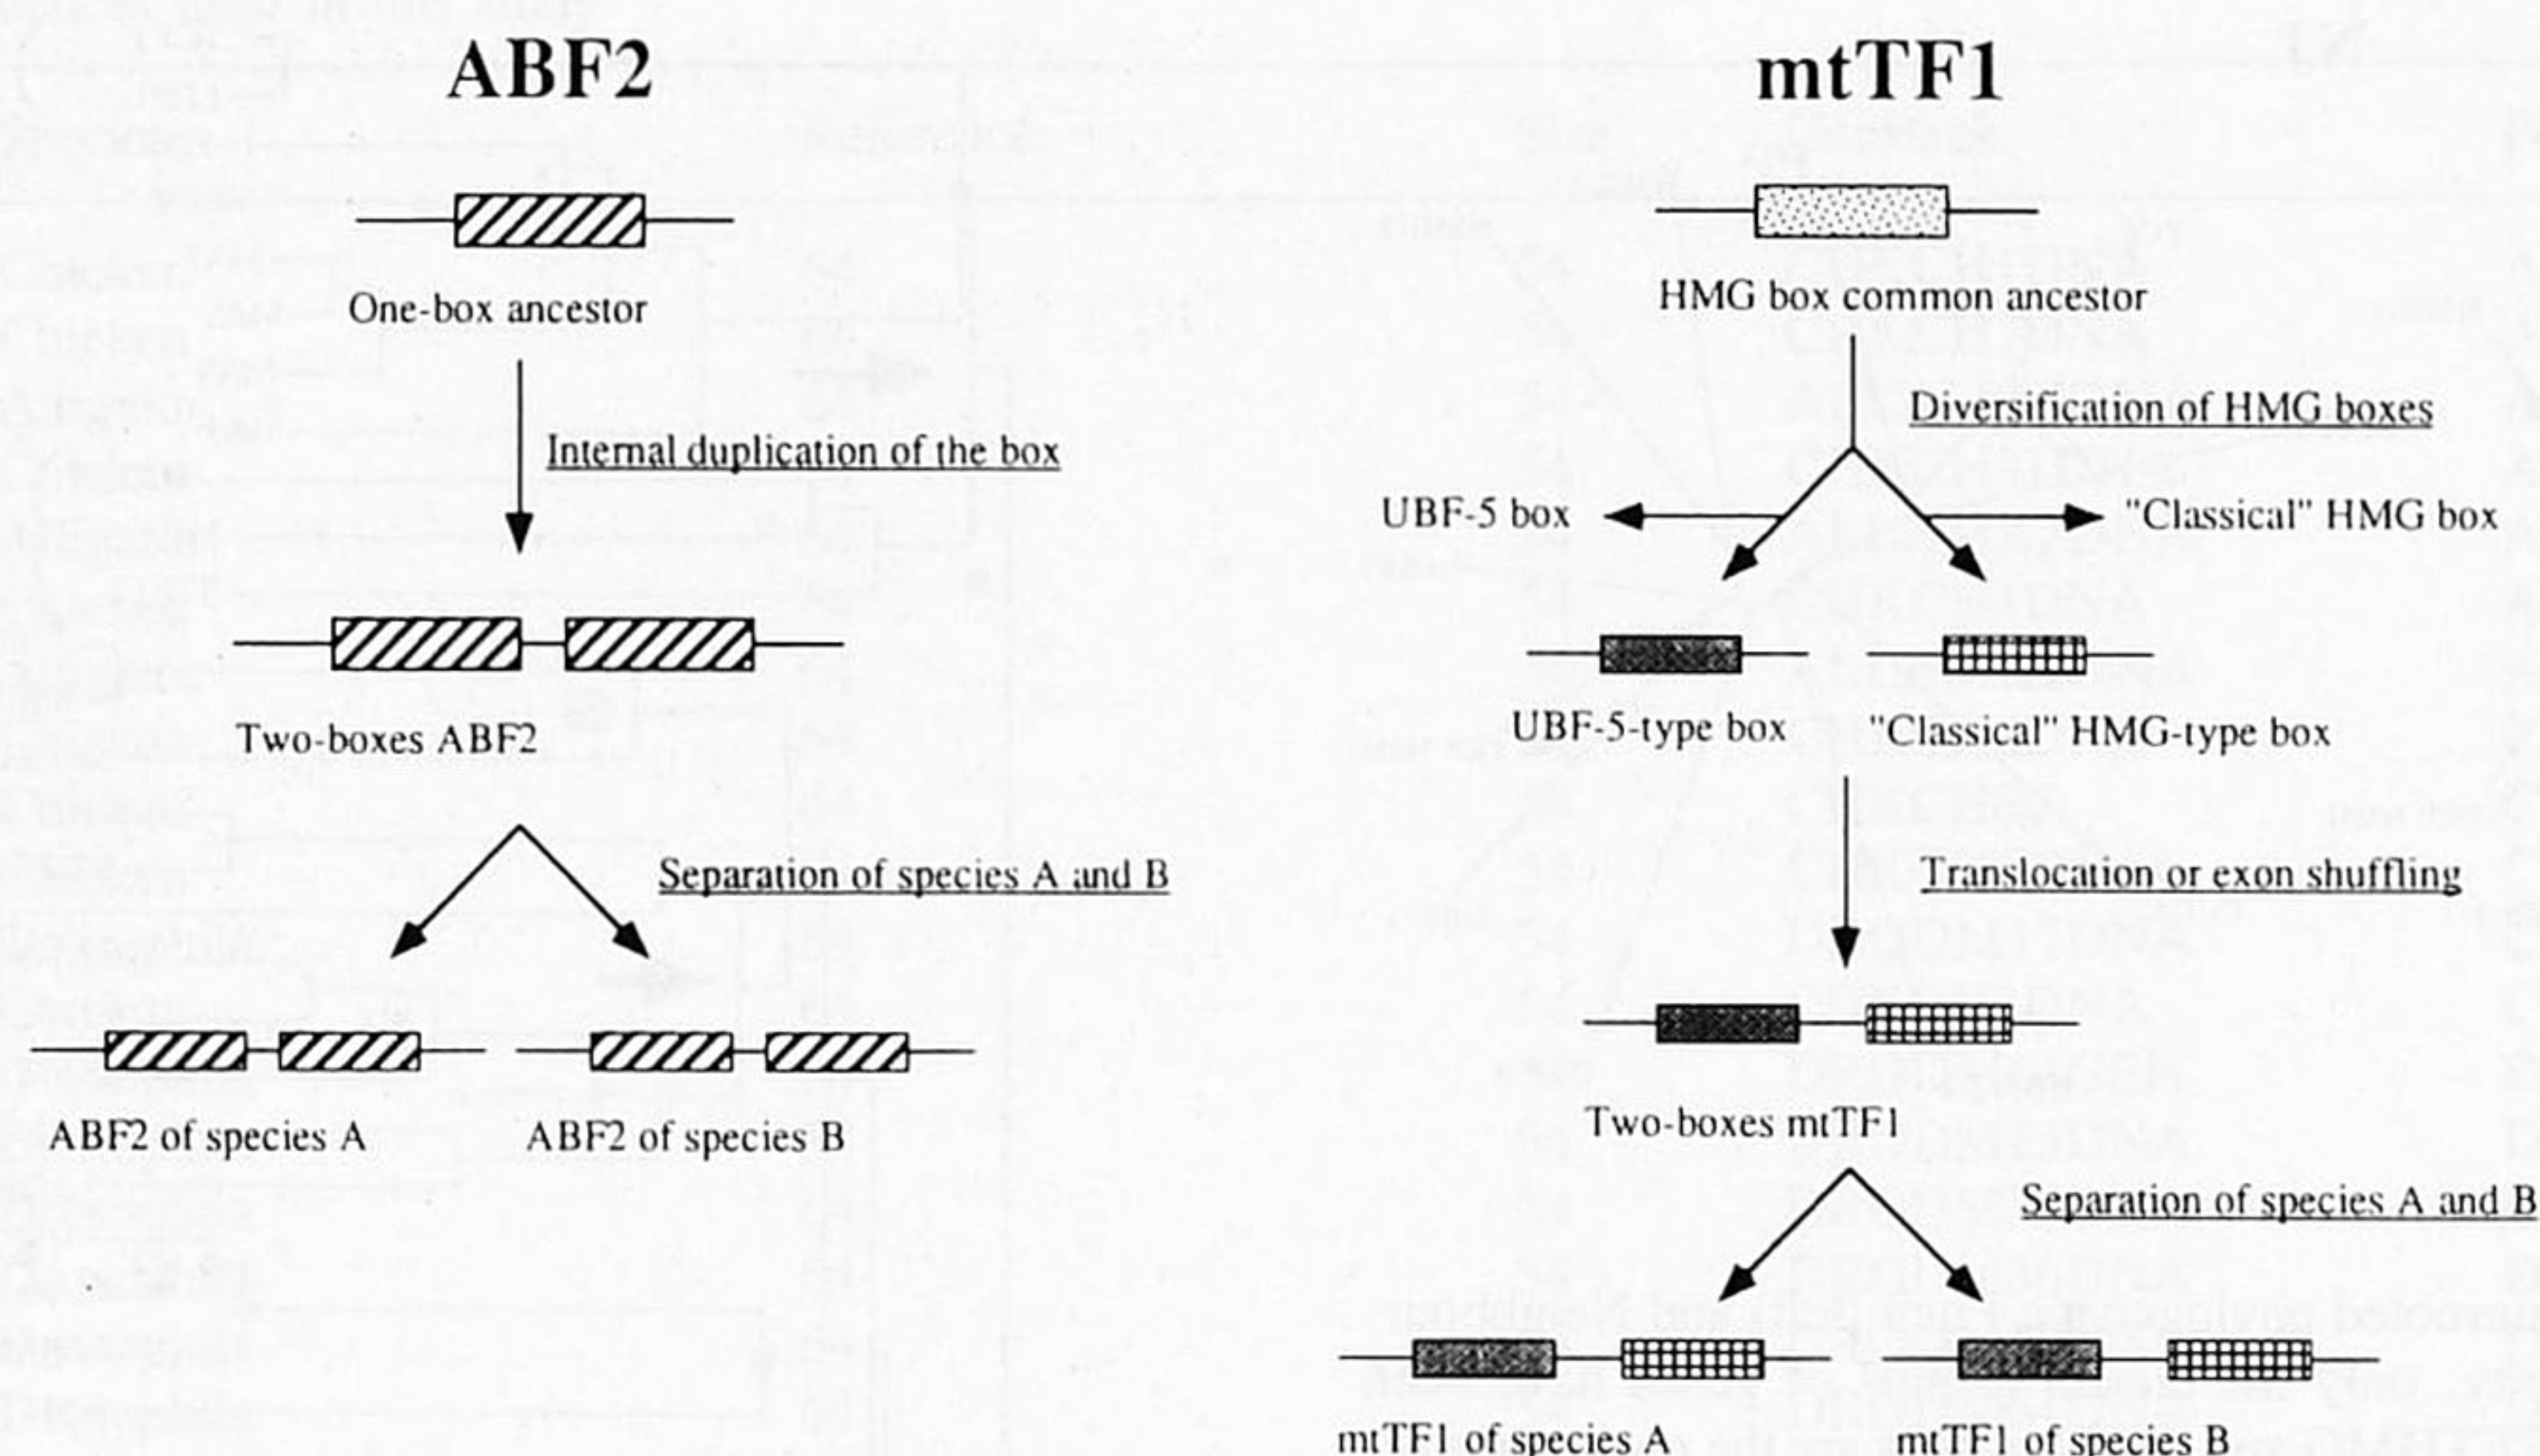 ABF2
One-box ancestor
Internal duplication of the box
Two-boxes ABF2
Separation of species A and B
ABF2 of species A
ABF2 of species B
mtTF1
HMG box common ancestor
Diversification of HMG boxes
UBF-5 box
"Classical" HMG box
UBF-5-type box
"Classical" HMG-type box
Translocation or exon shuffling
Two-boxes mtTF1
Separation of species A and B
mtTF1 of species A
mtTF1 of species B